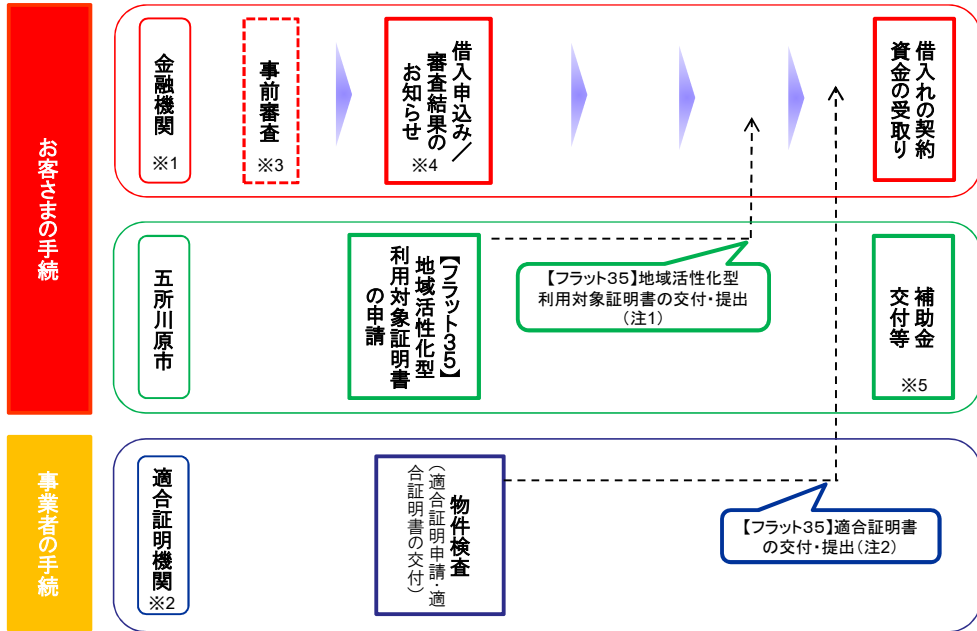 お客さまの手続
金融機関
※1
事前審査
※3
借入申込み／
審査結果の
お知らせ
※4
借入れの契約
資金の受取り
五所川原市
【フラット35】
地域活性化型
利用対象証明書
の申請
【フラット35】地域活性化型
利用対象証明書の交付・提出
（注1）
補助金
交付等
※5
事業者の手続
適合証明機関
※2
物件検査
（適合証明申請・適
合証明書の交付）
【フラット35】適合証明書
の交付・提出（注2）